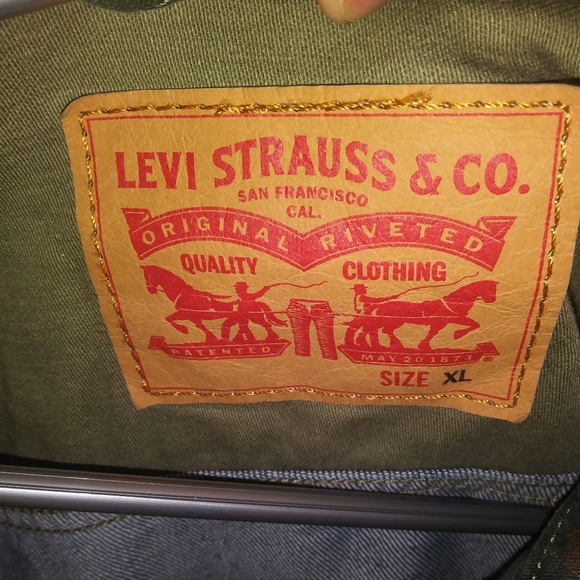 LEVI STRAUSS & CO.
SAN FRANCISCO
CAL.
ORIGINAL RIVETED
QUALITY CLOTHING
PATENTED MAY 20 1873 ®
SIZE XL